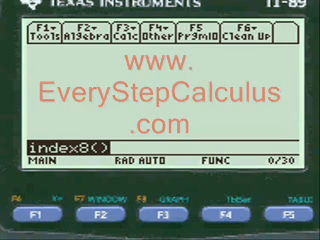 TEXAS INSTRUMENTS TI-89
F1▾ F2▾ F3▾ F4▾ F5 F6▾
Tools Algebra Calc Other PrgmIO Clean Up
www.
EveryStepCalculus
.com
index8()
MAIN RAD AUTO FUNC 0/30
F6 F7 WINDOW F8 GRAPH TblSet TABLE
F1 F2 F3 F4 F5